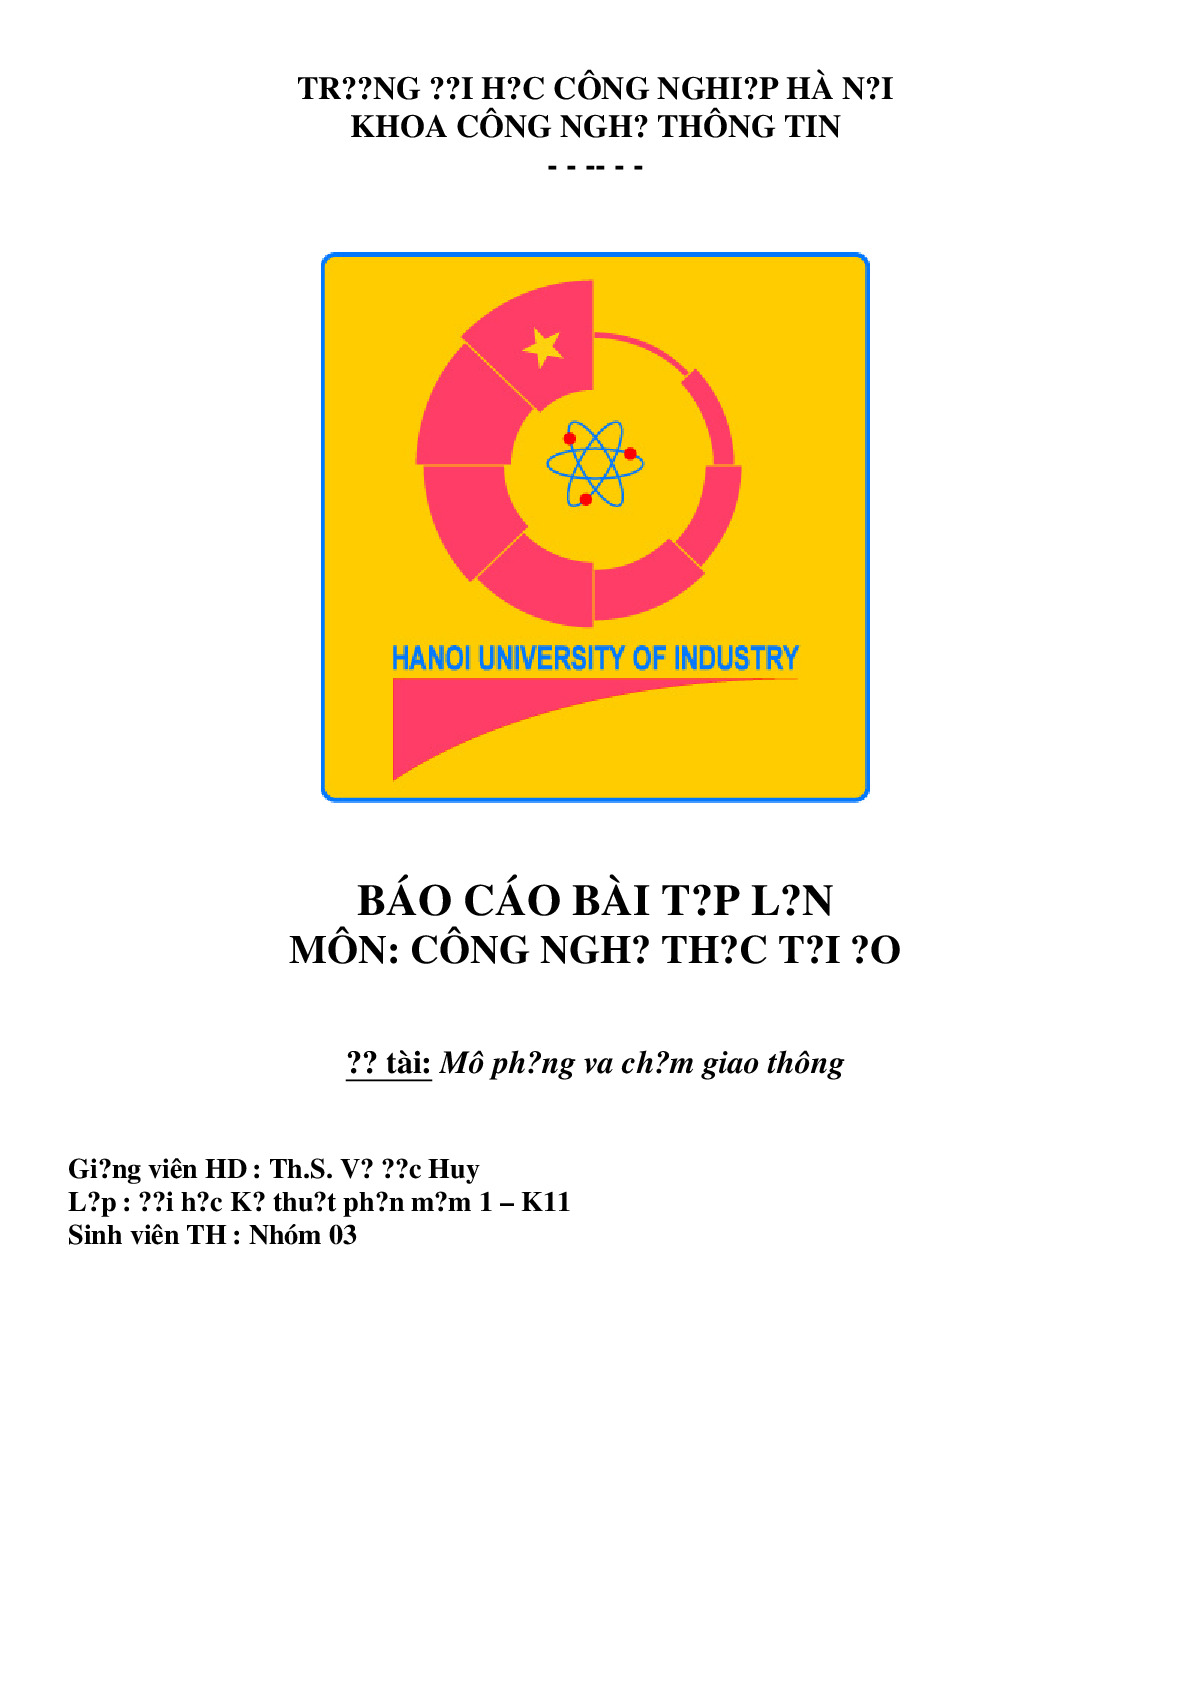 TR??NG ??I H?C CÔNG NGHI?P HÀ N?I
KHOA CÔNG NGH? THÔNG TIN
- - -- - -
HANOI UNIVERSITY OF INDUSTRY
BÁO CÁO BÀI T?P L?N
MÔN: CÔNG NGH? TH?C T?I ?O
?? tài: Mô ph?ng va ch?m giao thông
Gi?ng viên HD : Th.S. V? ??c Huy
L?p : ??i h?c K? thu?t ph?n m?m 1 – K11
Sinh viên TH : Nhóm 03